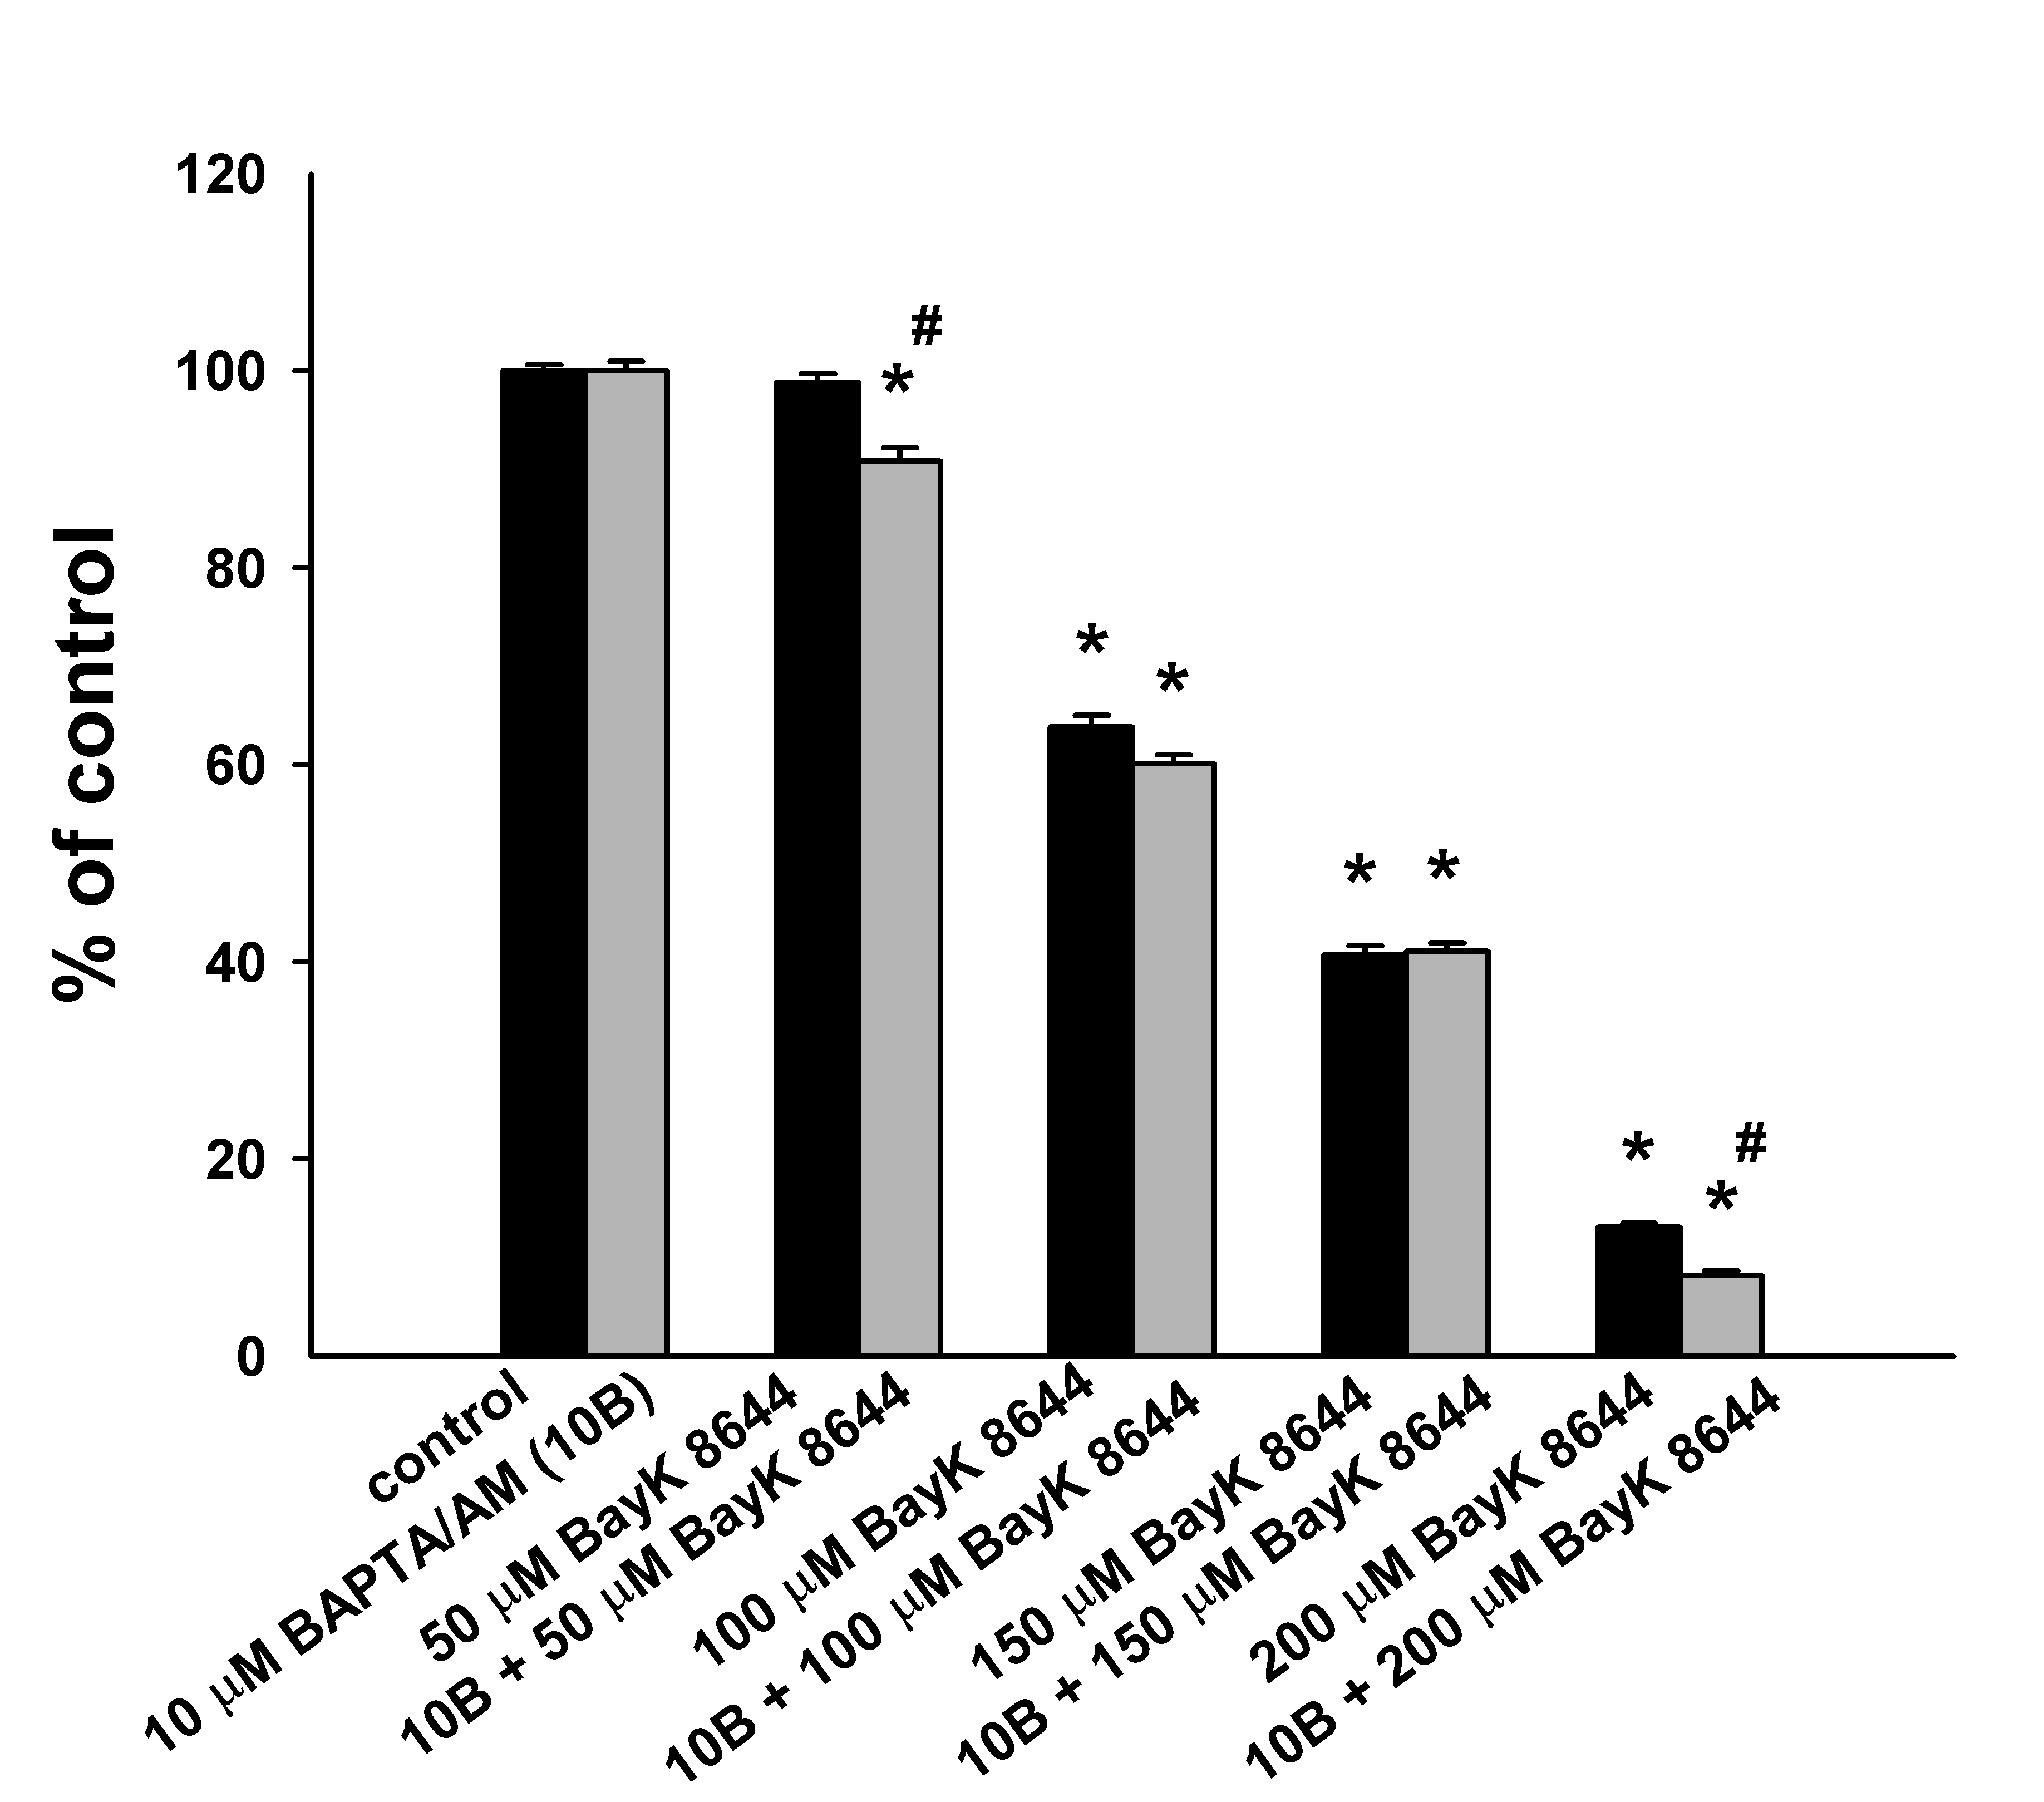 % of control
120
100
80
60
40
20
0
#
*
*
*
*
*
*
#
*
control
10 μM BAPTA/AM (10B)
50 μM BayK 8644
10B + 50 μM BayK 8644
100 μM BayK 8644
10B + 100 μM BayK 8644
150 μM BayK 8644
10B + 150 μM BayK 8644
200 μM BayK 8644
10B + 200 μM BayK 8644